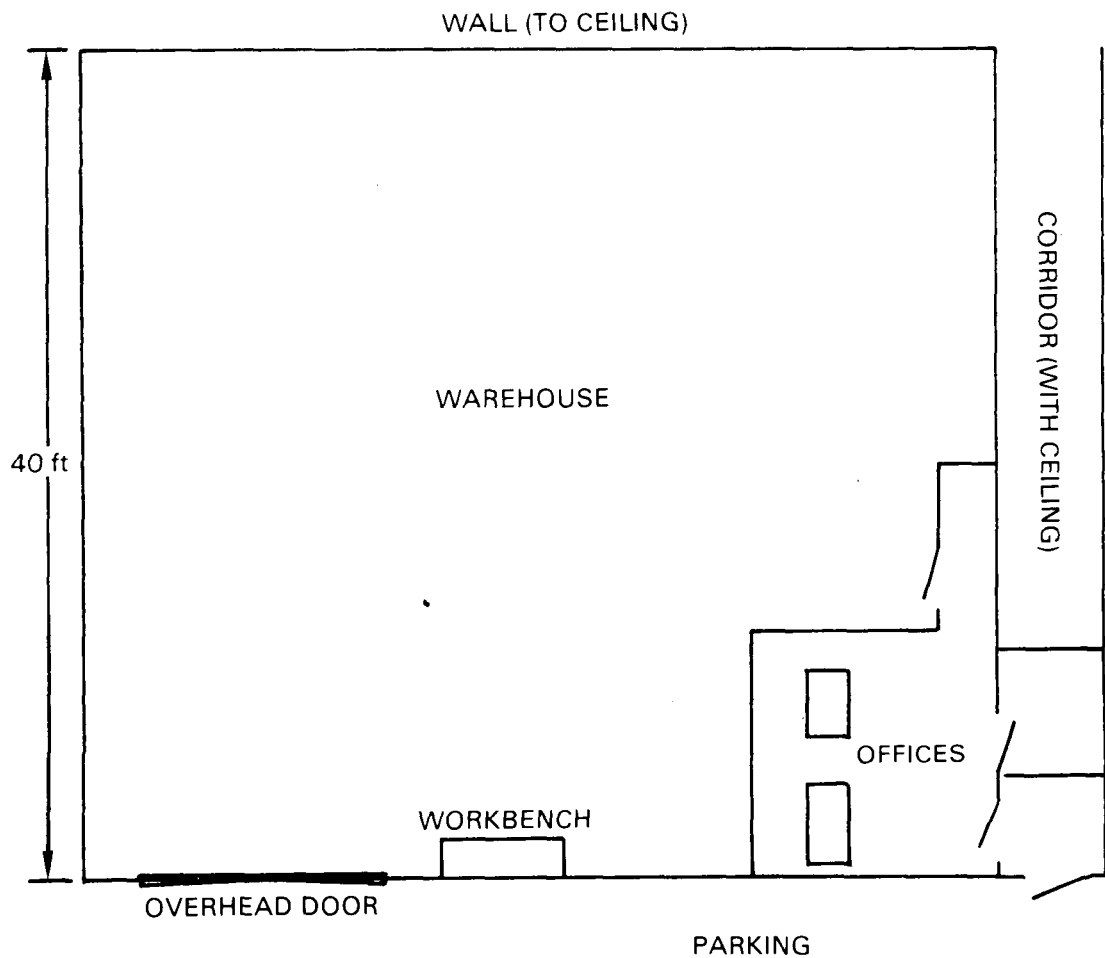 WALL (TO CEILING)
CORRIDOR (WITH CEILING)
WAREHOUSE
40 ft
OFFICES
WORKBENCH
OVERHEAD DOOR
PARKING